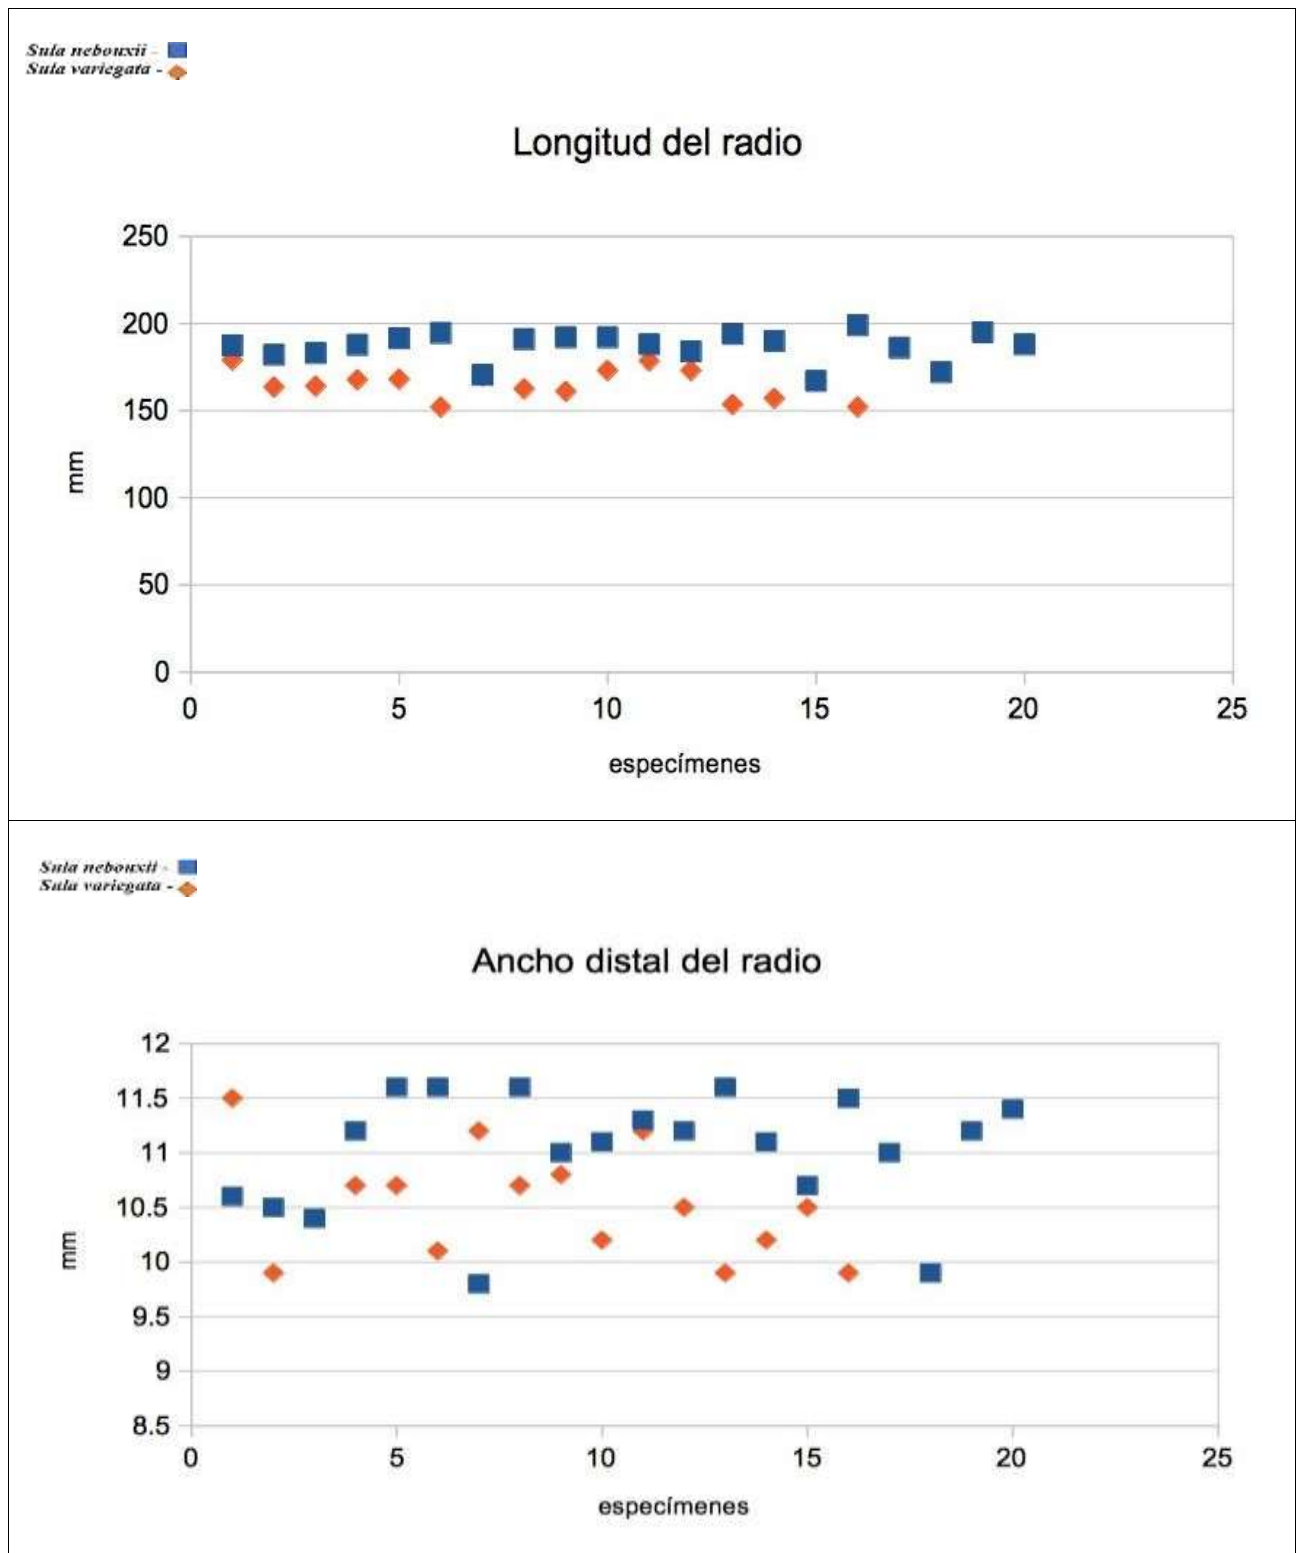 Sula nebouxii -
Sula variegata -
Longitud del radio
250
200
150
100
50
0
mm
0 5 10 15 20 25
especímenes
Sula nebouxii -
Sula variegata -
Ancho distal del radio
12
11.5
11
10.5
10
9.5
9
8.5
mm
0 5 10 15 20 25
especímenes